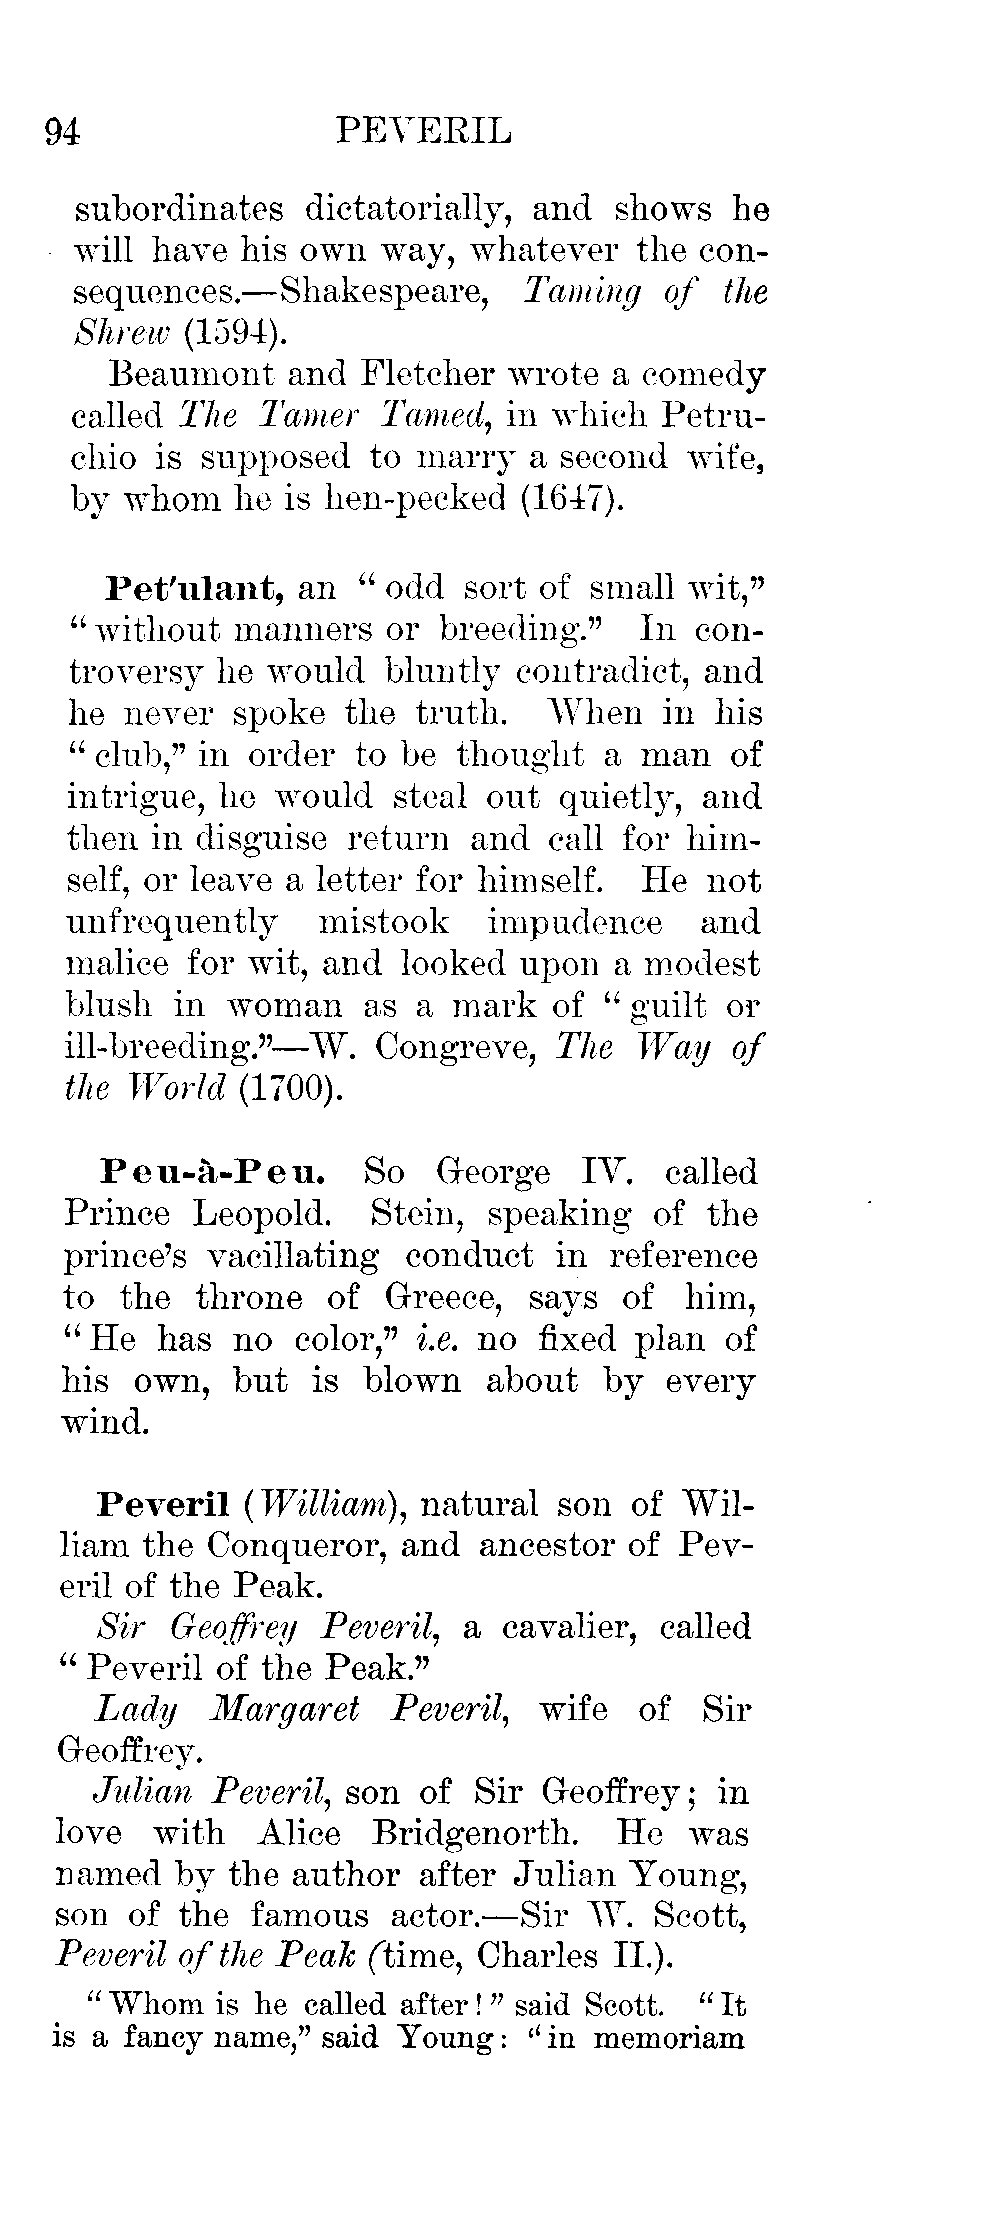 94 PEVERIL
subordinates dictatorially, and shows he
will have his own way, whatever the con-
sequences.—Shakespeare, Taming of the
Shrew (1594).
Beaumont and Fletcher wrote a comedy
called The Tamer Tamed, in which Petru-
chio is supposed to marry a second wife,
by whom he is hen-pecked (1647).
Pet'ulant, an “ odd sort of small wit,”
“ without manners or breeding.” In con-
troversy he would bluntly contradict, and
he never spoke the truth. When in his
“ club,” in order to be thought a man of
intrigue, he would steal out quietly, and
then in disguise return and call for him-
self, or leave a letter for himself. He not
unfrequently mistook impudence and
malice for wit, and looked upon a modest
blush in woman as a mark of “ guilt or
ill-breeding.”—W. Congreve, The Way of
the World (1700).
Peu-à-Peu. So George IV. called
Prince Leopold. Stein, speaking of the
prince’s vacillating conduct in reference
to the throne of Greece, says of him,
“ He has no color,” i.e. no fixed plan of
his own, but is blown about by every
wind.
Peveril (William), natural son of Wil-
liam the Conqueror, and ancestor of Pev-
eril of the Peak.
Sir Geoffrey Peveril, a cavalier, called
“ Peveril of the Peak.”
Lady Margaret Peveril, wife of Sir
Geoffrey.
Julian Peveril, son of Sir Geoffrey; in
love with Alice Bridgenorth. He was
named by the author after Julian Young,
son of the famous actor.—Sir W. Scott,
Peveril of the Peak (time, Charles II.).
“ Whom is he called after! ” said Scott. “ It
is a fancy name,” said Young: “ in memoriam